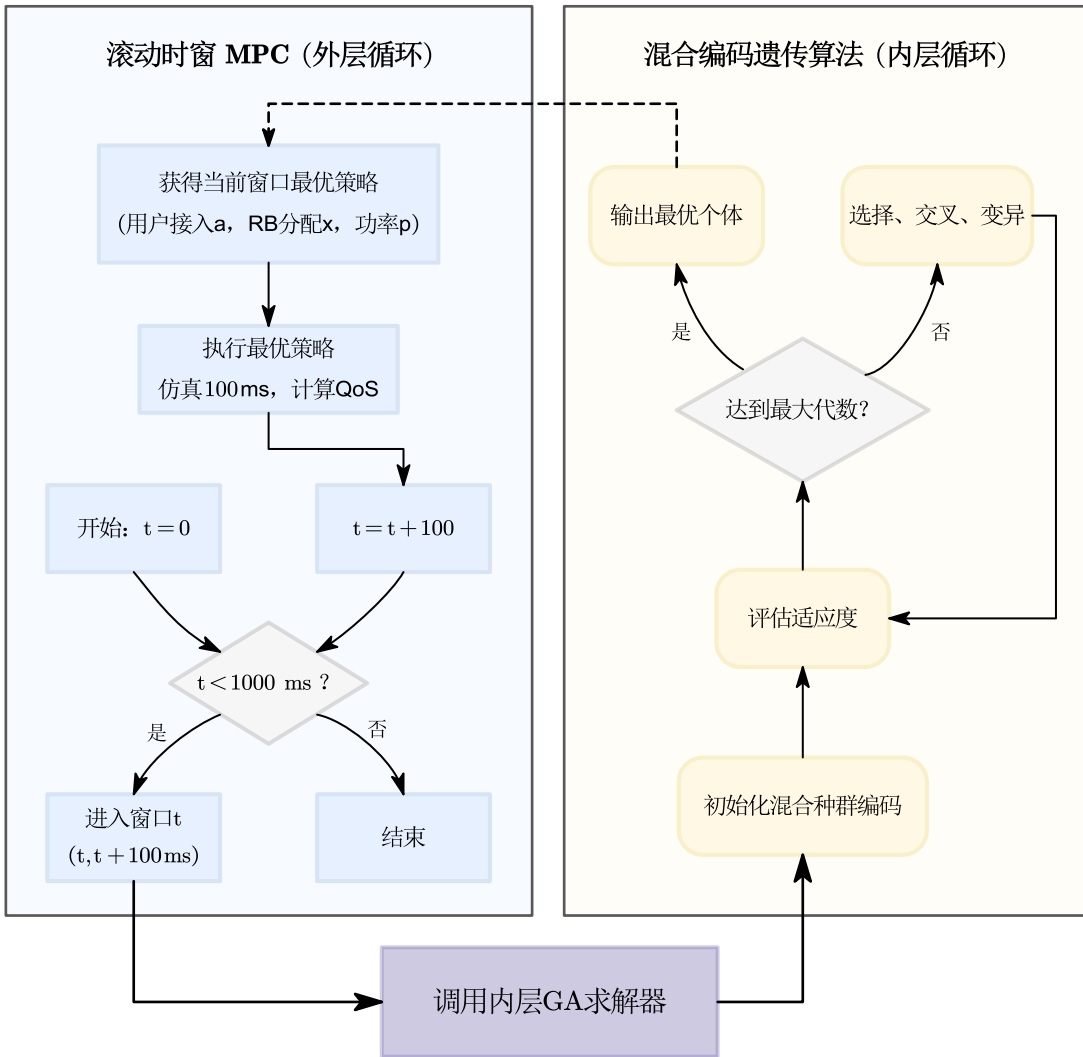 滚动时窗 MPC（外层循环）
获得当前窗口最优策略
(用户接入a，RB分配x，功率p)
执行最优策略
仿真100ms，计算QoS
开始：t=0
t=t+100
t<1000 ms ?
是
否
进入窗口t
(t,t+100ms)
结束
调用内层GA求解器
混合编码遗传算法（内层循环）
输出最优个体
选择、交叉、变异
是
否
达到最大代数?
评估适应度
初始化混合种群编码